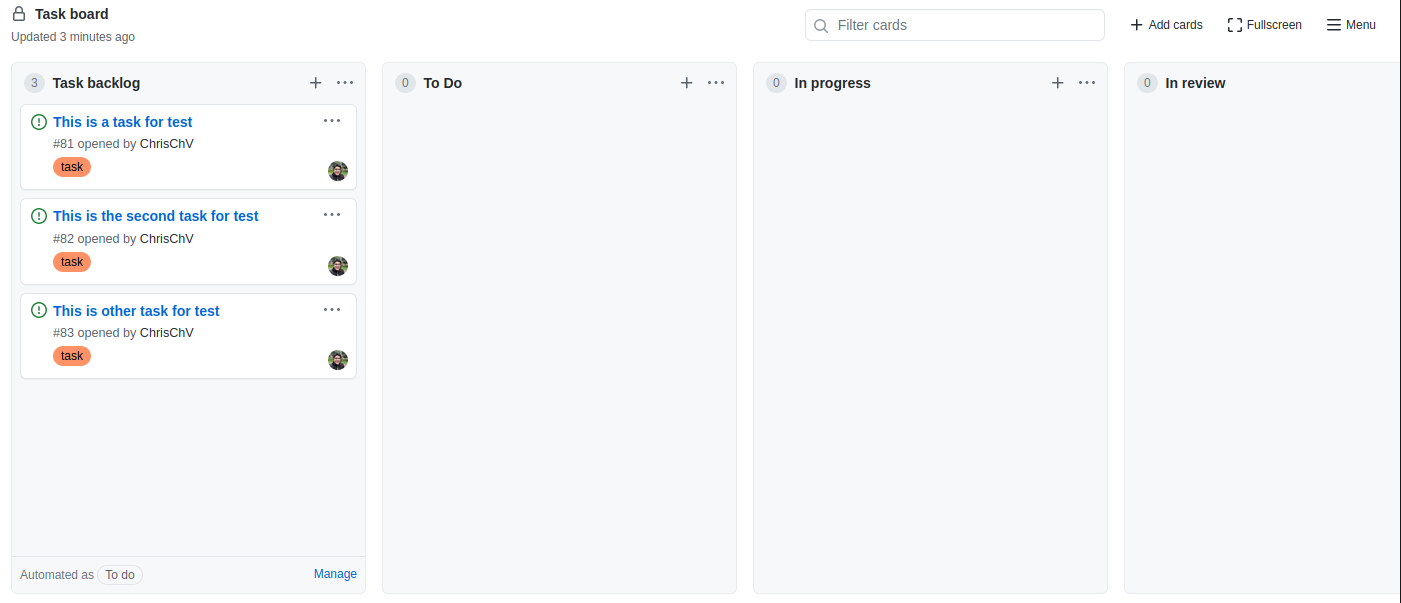 Task board
Updated 3 minutes ago
Filter cards
Add cards
Fullscreen
Menu
3 Task backlog
This is a task for test
#81 opened by ChrisChV
task
This is the second task for test
#82 opened by ChrisChV
task
This is other task for test
#83 opened by ChrisChV
task
Automated as To do
Manage
0 To Do
0 In progress
0 In review